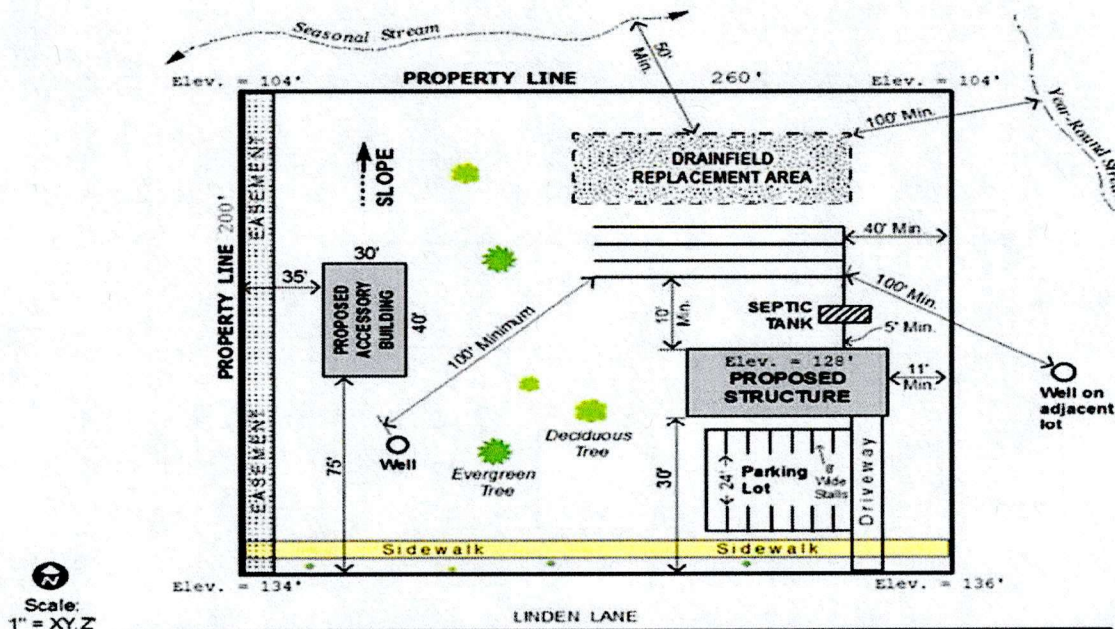 Seasonal Stream
50' Min.
Elev. = 104'
PROPERTY LINE 260'
Elev. = 104'
Year-Round
100' Min.
EASEMENT
SLOPE
DRAINFIELD
REPLACEMENT AREA
PROPERTY LINE 200'
40' Min.
30'
35'
PROPOSED
ACCESSORY
BUILDING
40'
100' Minimum
10' Min.
SEPTIC
TANK
100' Min.
5' Min.
Elev. = 128'
PROPOSED
STRUCTURE
11'
Min.
Well on
adjacent
lot
EASEMENT
75'
Well
Deciduous
Tree
Evergreen
Tree
30'
24'
Parking
Lot
Wide
Stalls
Driveway
Sidewalk
Sidewalk
Elev. = 134'
Elev. = 136'
N
Scale:
1" = XY.Z'
LINDEN LANE